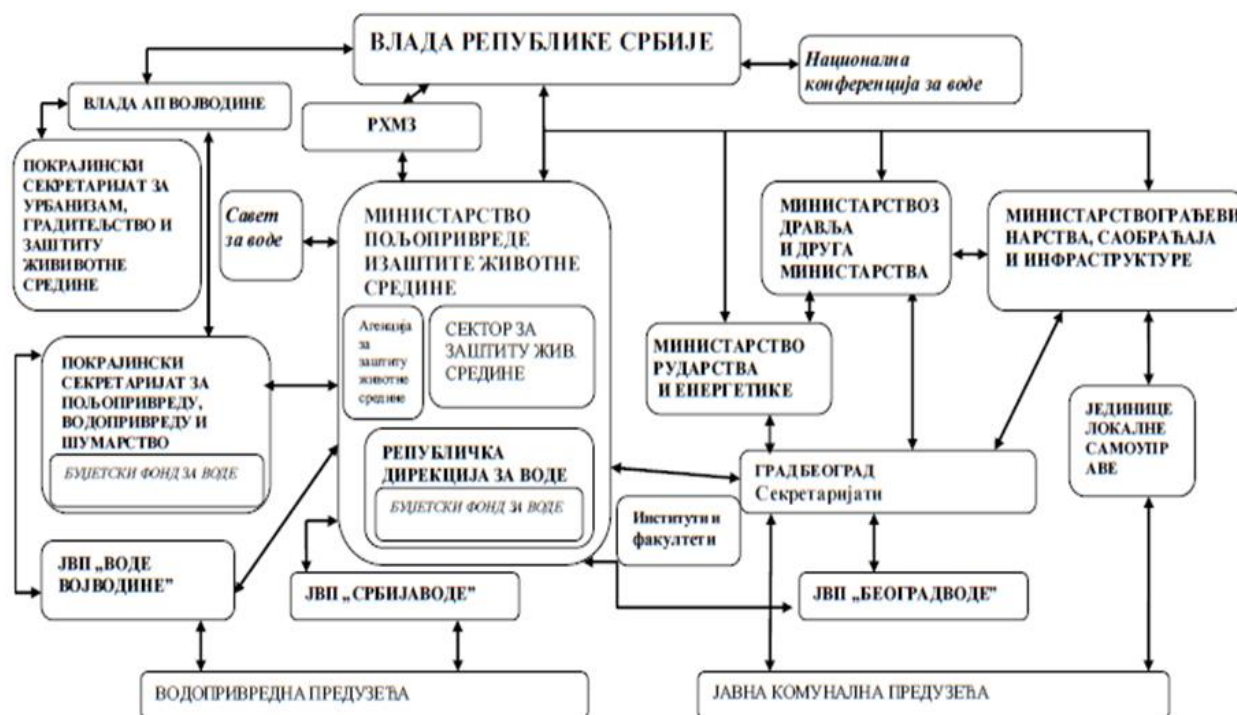 ВЛАДА РЕПУБЛИКЕ СРБИЈЕ
Национална
конференција за воде
ВЛАДА АП ВОЈВОДИНЕ
РХМЗ
ПОКРАЈИНСКИ
СЕКРЕТАРИЈАТ ЗА
УРБАНИЗАМ,
ГРАДИТЕЉСТВО И
ЗАШТИТУ
ЖИВИВОТНЕ
СРЕДИНЕ
Савет
за воде
МИНИСТАРСТВО
ПОЉОПРИВРЕДЕ
ИЗАШТИТЕ ЖИВОТНЕ
СРЕДИНЕ
МИНИСТАРСТВОЗ
ДРАВЉА
И ДРУГА
МИНИСТАРСТВА
МИНИСТАРСТВОГРАЂЕВИ
НАРСТВА, САОБРАЋАЈА
И ИНФРАСТРУКТУРЕ
Агенција
за
заштиту
животне
средине
СЕКТОР ЗА
ЗАШТИТУ ЖИВ.
СРЕДИНЕ
МИНИСТАРСТВО
РУДАРСТВА
И ЕНЕРГЕТИКЕ
ПОКРАЈИНСКИ
СЕКРЕТАРИЈАТ ЗА
ПОЉОПРИВРЕДУ,
ВОДОПРИВРЕДУ И
ШУМАРСТВО
БУЏЕТСКИ ФОНД ЗА ВОДЕ
ЈЕДИНИЦЕ
ЛОКАЛНЕ
САМОУПР
АВЕ
РЕПУБЛИЧКА
ДИРЕКЦИЈА ЗА ВОДЕ
БУЏЕТСКИ ФОНД ЗА ВОДЕ
ГРАДБЕОГРАД
Секретаријати
Институти и
факултети
ЈВП „ВОДЕ
ВОЈВОДИНЕ”
ЈВП „СРБИЈАВОДЕ”
ЈВП „БЕОГРАДВОДЕ”
ВОДОПРИВРЕДНА ПРЕДУЗЕЋА
ЈАВНА КОМУНАЛНА ПРЕДУЗЕЋА